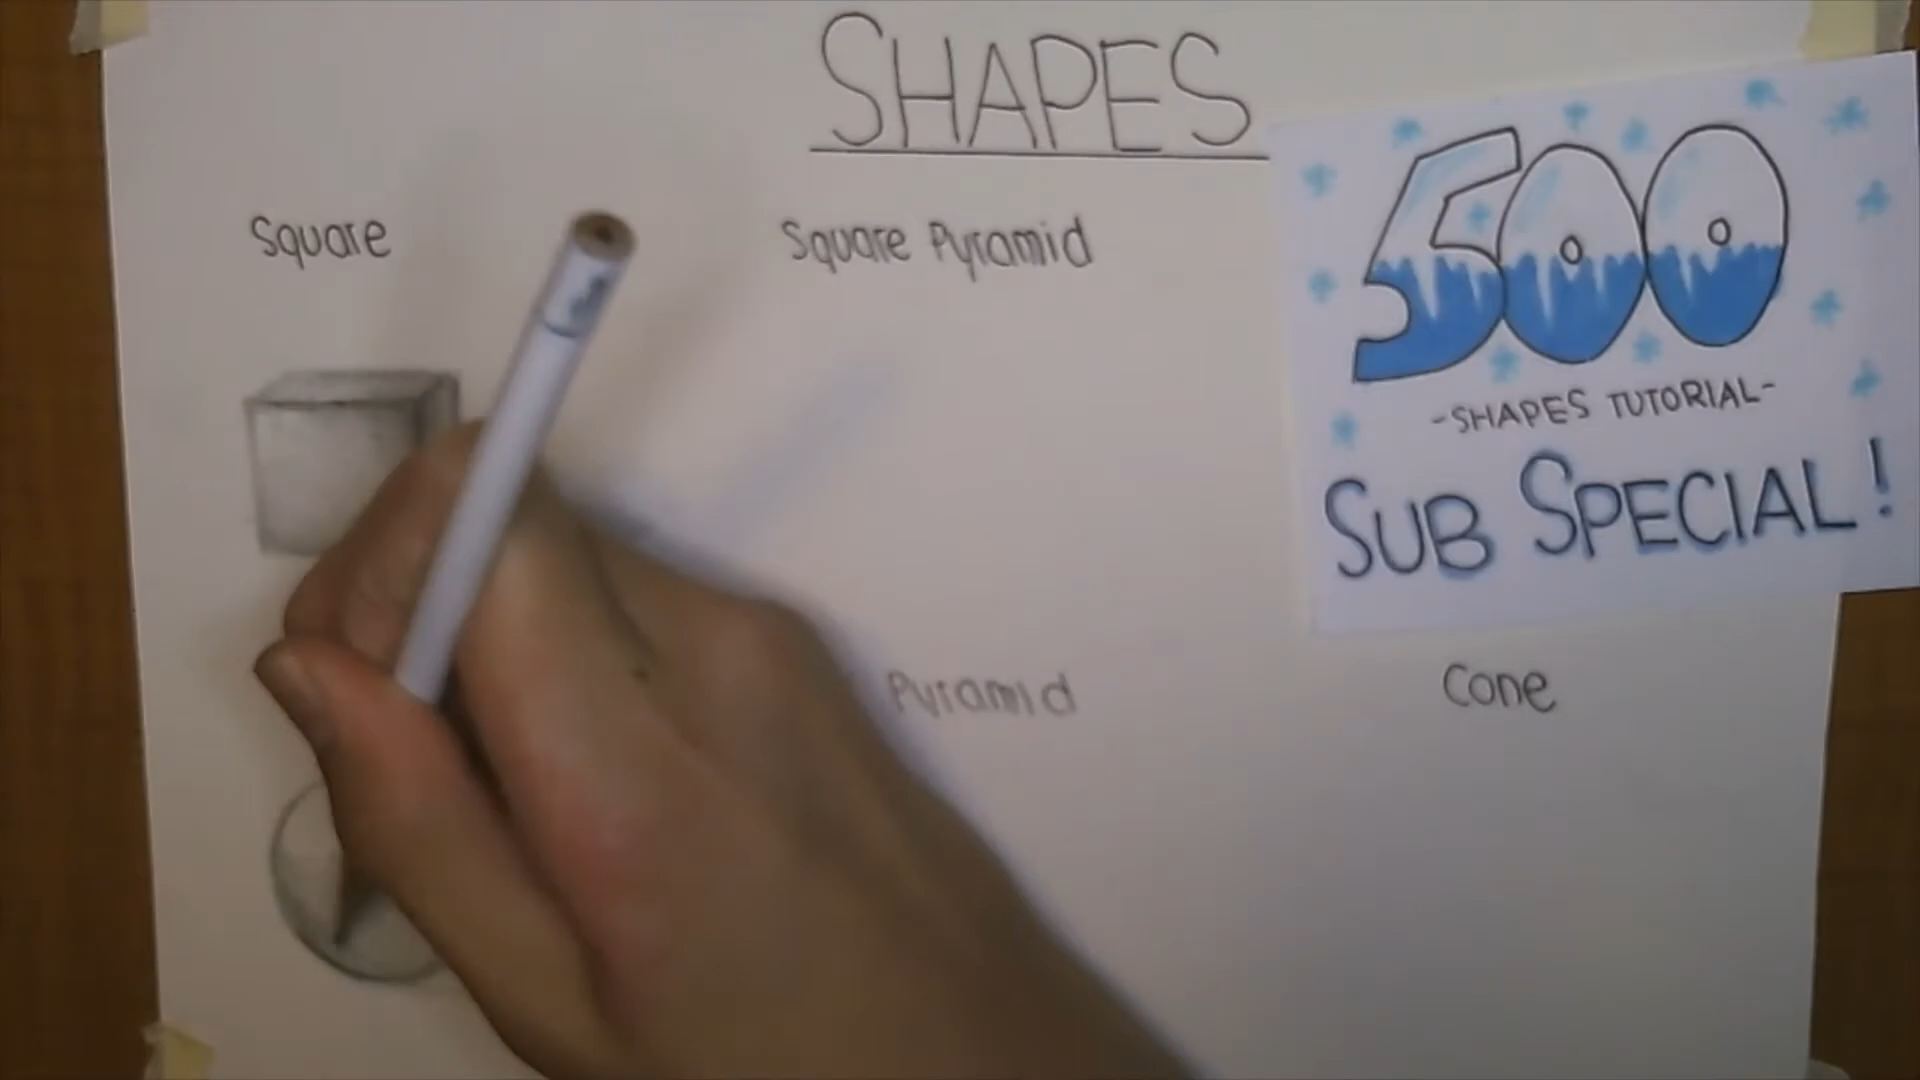 SHAPES
Square
Square Pyramid
500
-SHAPES TUTORIAL-
SUB SPECIAL!
Pyramid
Cone